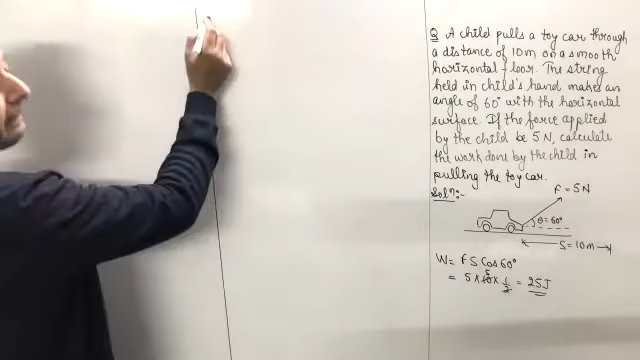 Q A child pulls a toy car through
a distance of 10m on a smooth
horizontal floor. The string
held in child's hand makes an
angle of 60° with the horizontal
surface. If the force applied
by the child be 5N, calculate
the work done by the child in
pulling the toy car.
Solⁿ:-
F = 5N
θ = 60°
S = 10m
W = FS Cos 60°
= 5 × 10 5 × 1/2 = 25J